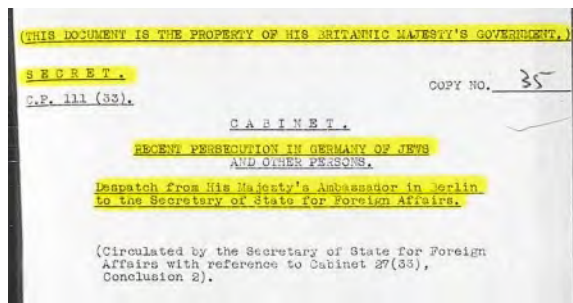 (THIS DOCUMENT IS THE PROPERTY OF HIS BRITANNIC MAJESTY'S GOVERNMENT.)
SECRET.
COPY NO. 35
C.P. 111 (33).
CABINET.
RECENT PERSECUTION IN GERMANY OF JEWS
AND OTHER PERSONS.
Despatch from His Majesty's Ambassador in Berlin
to the Secretary of State for Foreign Affairs.
(Circulated by the Secretary of State for Foreign
Affairs with reference to Cabinet 27(33),
Conclusion 2).